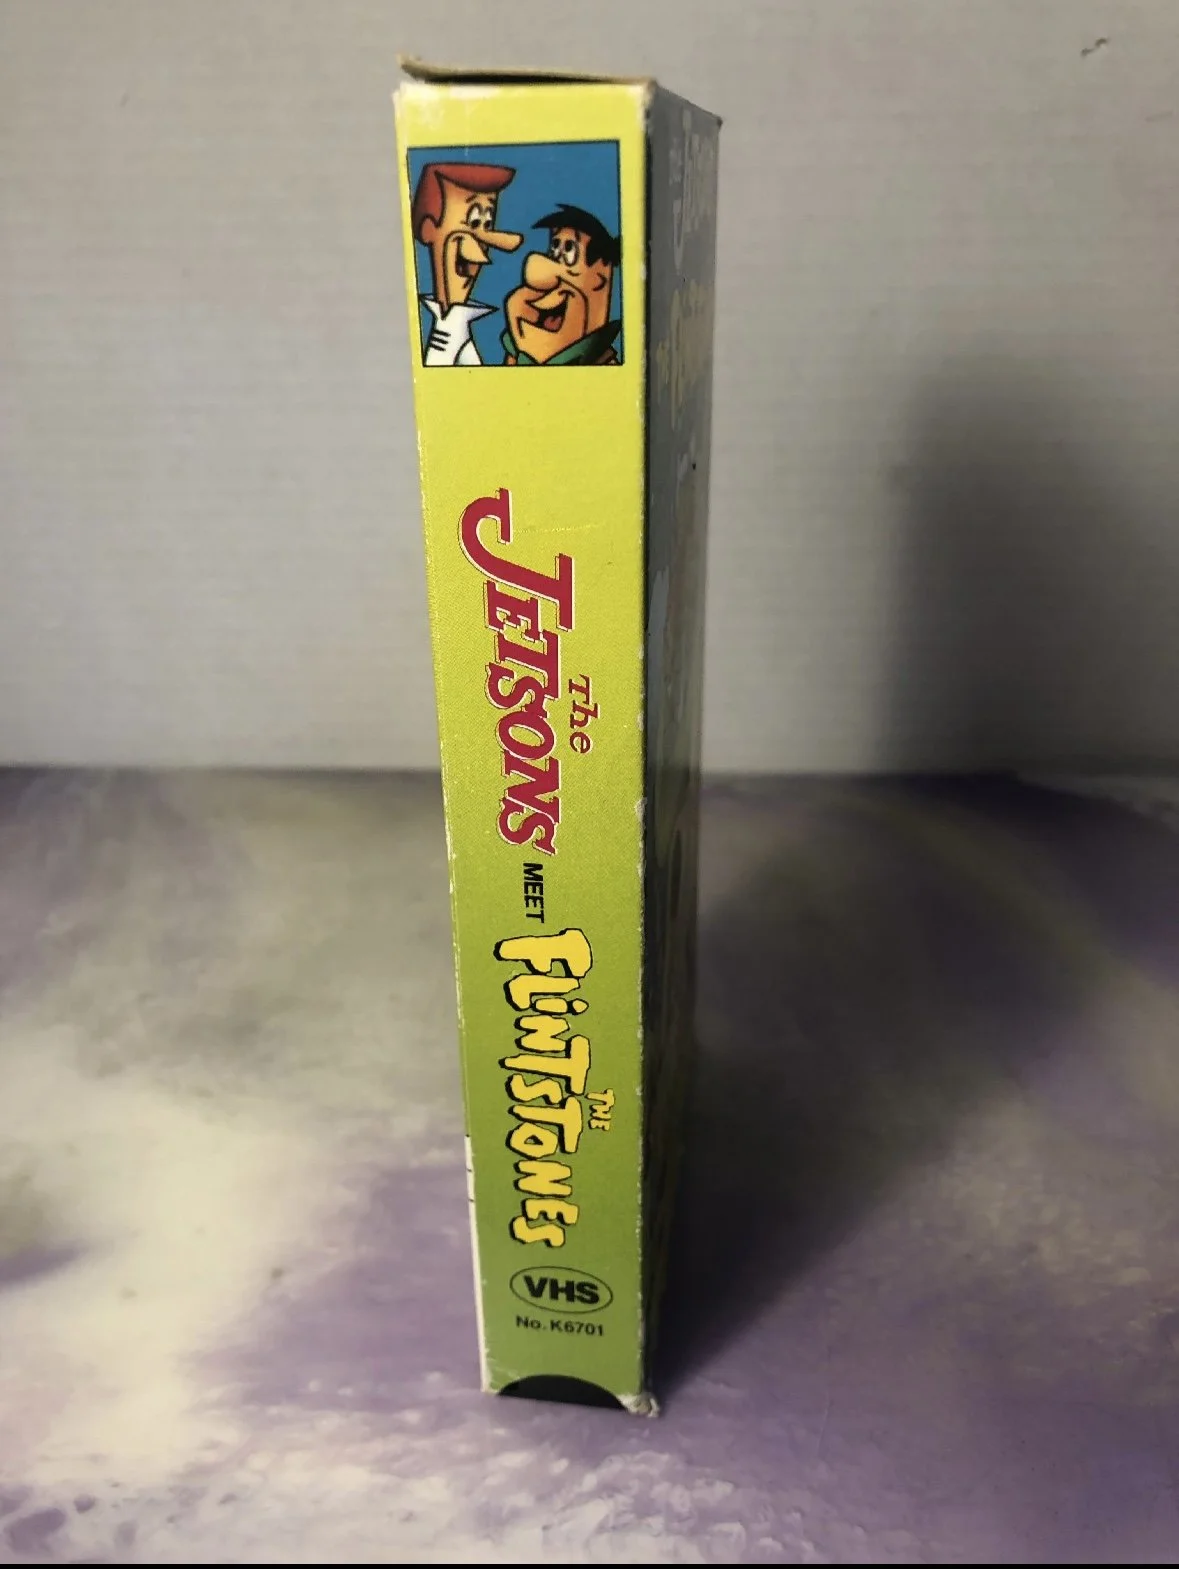 The
JETSONS
MEET
THE
FLiNTSTONES
VHS
No. K6701